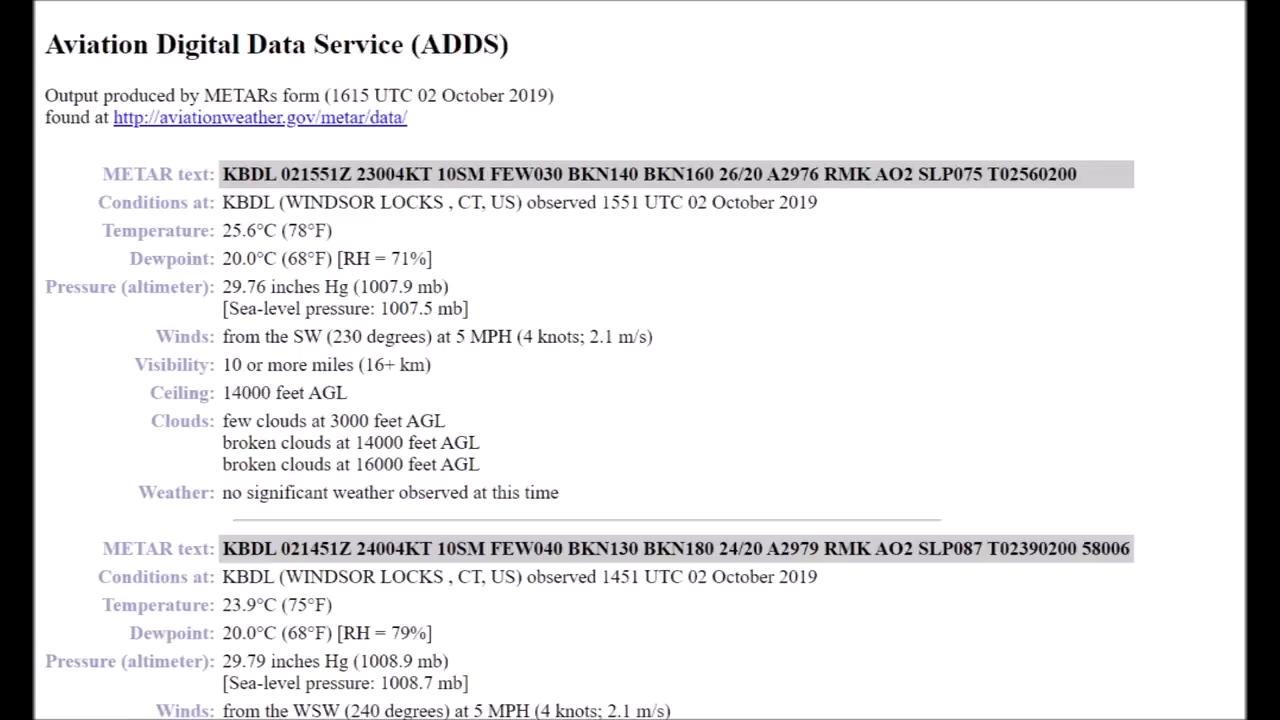 Aviation Digital Data Service (ADDS)
Output produced by METARs form (1615 UTC 02 October 2019)
found at http://aviationweather.gov/metar/data/
METAR text: KBDL 021551Z 23004KT 10SM FEW030 BKN140 BKN160 26/20 A2976 RMK AO2 SLP075 T02560200
Conditions at: KBDL (WINDSOR LOCKS , CT, US) observed 1551 UTC 02 October 2019
Temperature: 25.6°C (78°F)
Dewpoint: 20.0°C (68°F) [RH = 71%]
Pressure (altimeter): 29.76 inches Hg (1007.9 mb)
[Sea-level pressure: 1007.5 mb]
Winds: from the SW (230 degrees) at 5 MPH (4 knots; 2.1 m/s)
Visibility: 10 or more miles (16+ km)
Ceiling: 14000 feet AGL
Clouds: few clouds at 3000 feet AGL
broken clouds at 14000 feet AGL
broken clouds at 16000 feet AGL
Weather: no significant weather observed at this time
METAR text: KBDL 021451Z 24004KT 10SM FEW040 BKN130 BKN180 24/20 A2979 RMK AO2 SLP087 T02390200 58006
Conditions at: KBDL (WINDSOR LOCKS , CT, US) observed 1451 UTC 02 October 2019
Temperature: 23.9°C (75°F)
Dewpoint: 20.0°C (68°F) [RH = 79%]
Pressure (altimeter): 29.79 inches Hg (1008.9 mb)
[Sea-level pressure: 1008.7 mb]
Winds: from the WSW (240 degrees) at 5 MPH (4 knots; 2.1 m/s)